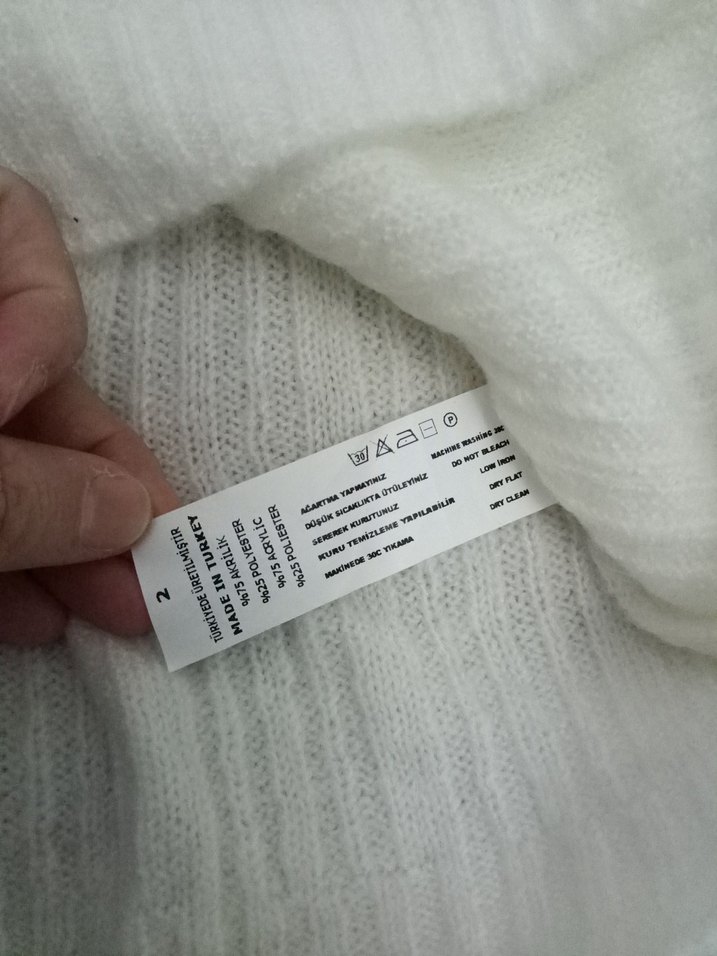 2
TÜRKİYEDE ÜRETİLMİŞTİR
MADE IN TURKEY
%75 AKRİLİK
%25 POLYESTER
%75 ACRYLIC
%25 POLIESTER
30
P
AĞARTMA YAPMAYINIZ
DÜŞÜK SICAKLIKTA ÜTÜLEYİNİZ
SEREREK KURUTUNUZ
KURU TEMİZLEME YAPILABİLİR
MAKİNEDE 30C YIKAMA
MACHINE WASHING 30C
DO NOT BLEACH
LOW IRON
DRY FLAT
DRY CLEAN